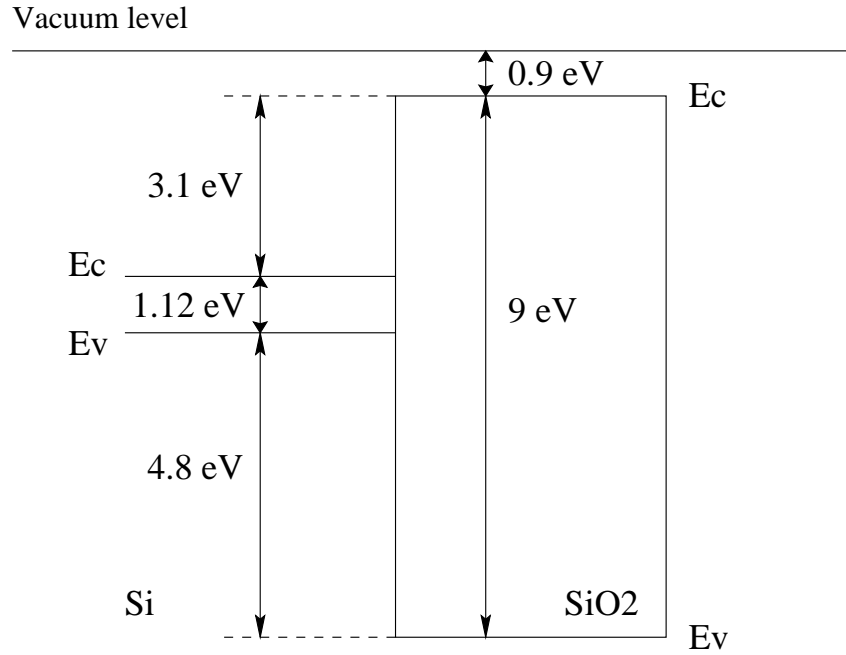 Vacuum level
0.9 eV
Ec
3.1 eV
Ec
1.12 eV
9 eV
Ev
4.8 eV
Si
SiO2
Ev